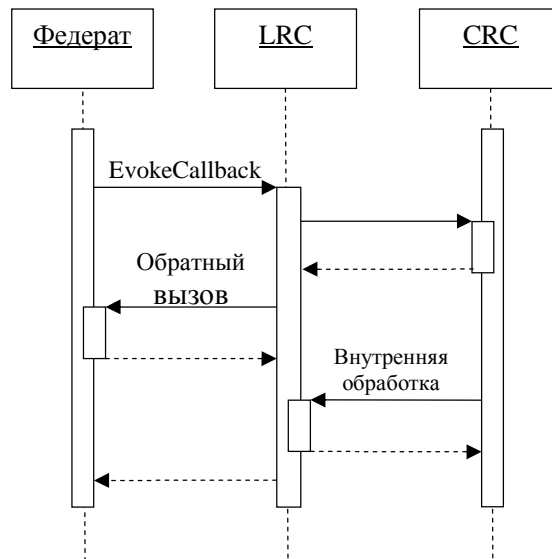 Федерат
LRC
CRC
EvokeCallback
Обратный
вызов
Внутренняя
обработка